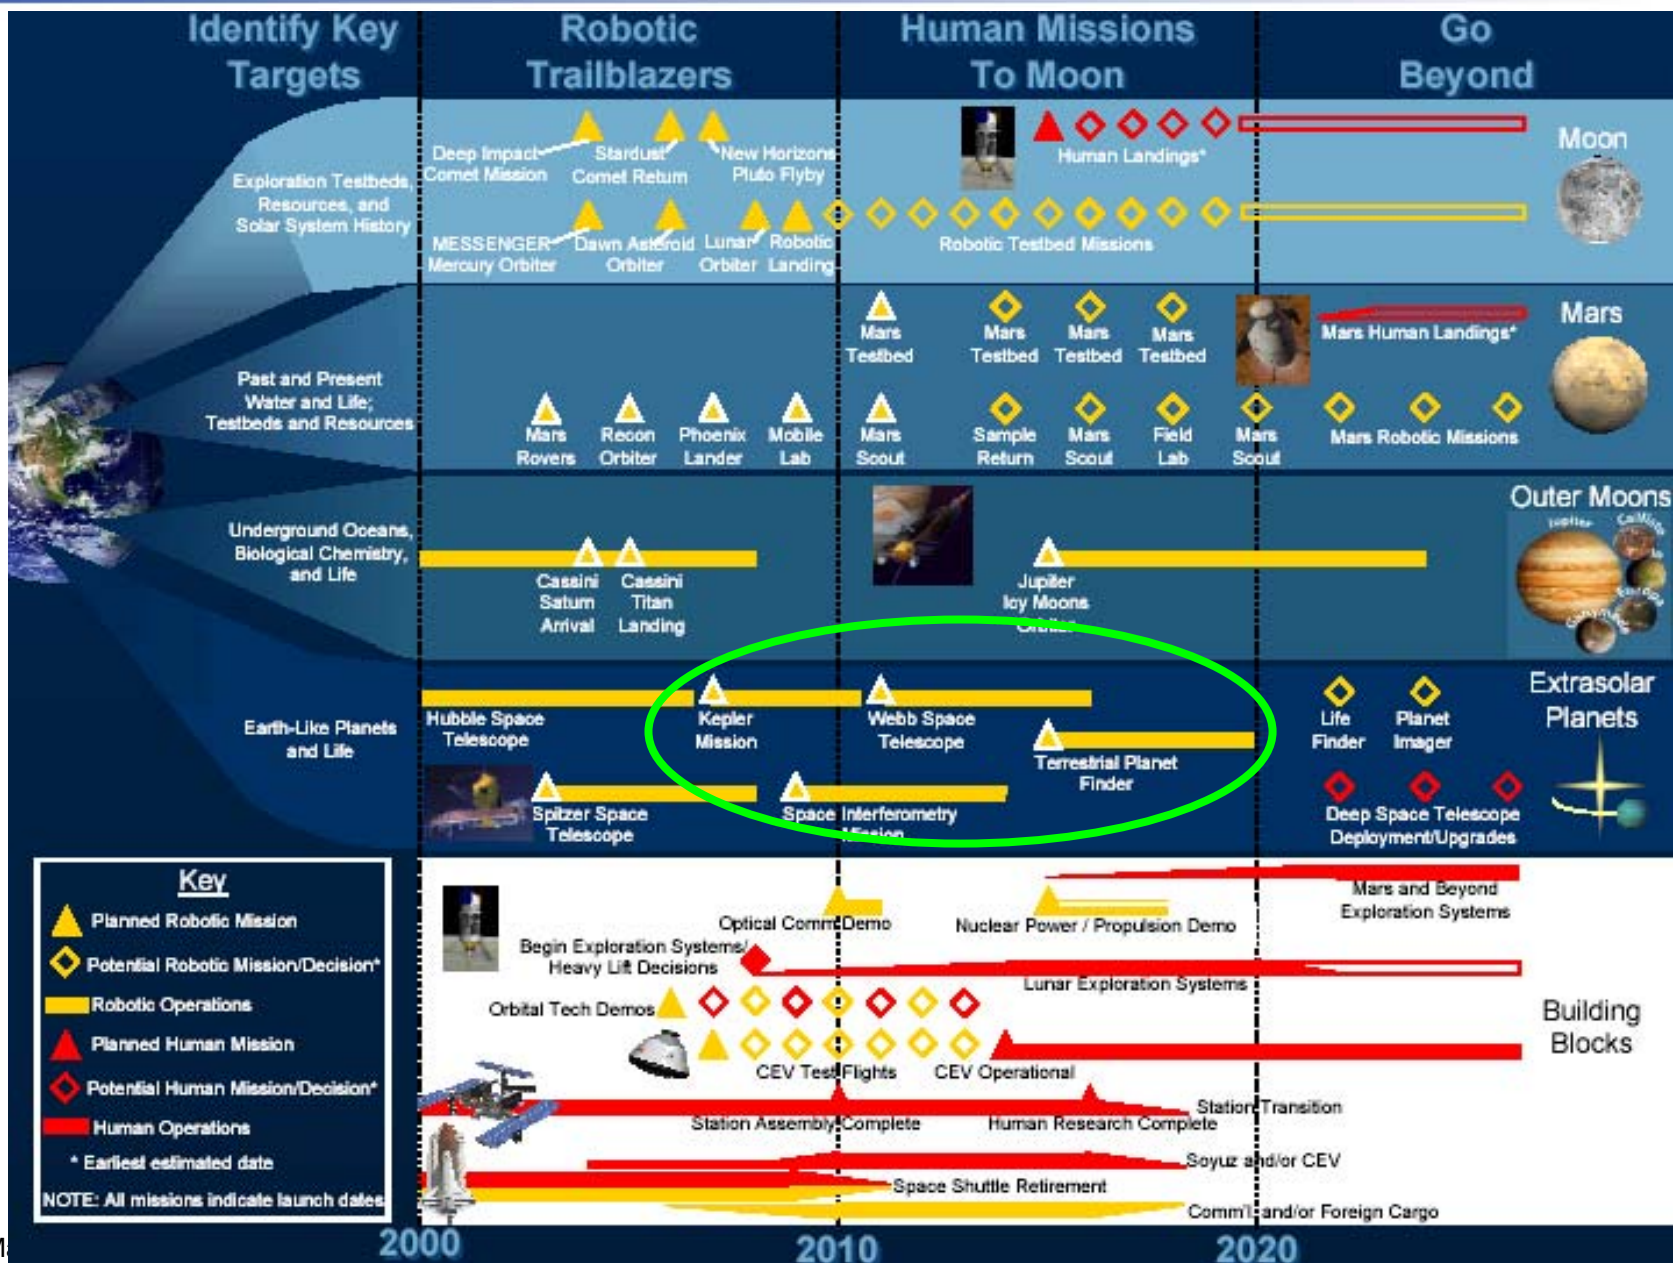 Identify Key
Targets
Robotic
Trailblazers
Human Missions
To Moon
Go
Beyond
Exploration Testbeds,
Resources, and
Solar System History
Deep Impact
Comet Mission
Stardust
Comet Return
New Horizons
Pluto Flyby
Human Landings*
Moon
MESSENGER
Mercury Orbiter
Dawn Asteroid
Orbiter
Lunar
Orbiter
Robotic
Landing
Robotic Testbed Missions
Past and Present
Water and Life;
Testbeds and Resources
Mars
Testbed
Mars
Testbed
Mars
Testbed
Mars
Testbed
Mars Human Landings*
Mars
Mars
Rovers
Recon
Orbiter
Phoenix
Lander
Mobile
Lab
Mars
Scout
Sample
Return
Mars
Scout
Field
Lab
Mars
Scout
Mars Robotic Missions
Underground Oceans,
Biological Chemistry,
and Life
Cassini
Saturn
Arrival
Cassini
Titan
Landing
Jupiter
Icy Moons
Orbiter
Outer Moons
Jupiter
Callisto
Io
Europa
Ganymede
Earth-Like Planets
and Life
Hubble Space
Telescope
Kepler
Mission
Webb Space
Telescope
Terrestrial Planet
Finder
Spitzer Space
Telescope
Space Interferometry
Mission
Life
Finder
Planet
Imager
Deep Space Telescope
Deployment/Upgrades
Extrasolar
Planets
Key
Planned Robotic Mission
Potential Robotic Mission/Decision*
Robotic Operations
Planned Human Mission
Potential Human Mission/Decision*
Human Operations
* Earliest estimated date
NOTE: All missions indicate launch dates
Optical Comm Demo
Nuclear Power / Propulsion Demo
Mars and Beyond
Exploration Systems
Begin Exploration Systems/
Heavy Lift Decisions
Lunar Exploration Systems
Orbital Tech Demos
CEV Test Flights
CEV Operational
Building
Blocks
Station Assembly Complete
Human Research Complete
Station Transition
Soyuz and/or CEV
Space Shuttle Retirement
Comm'l. and/or Foreign Cargo
2000
2010
2020